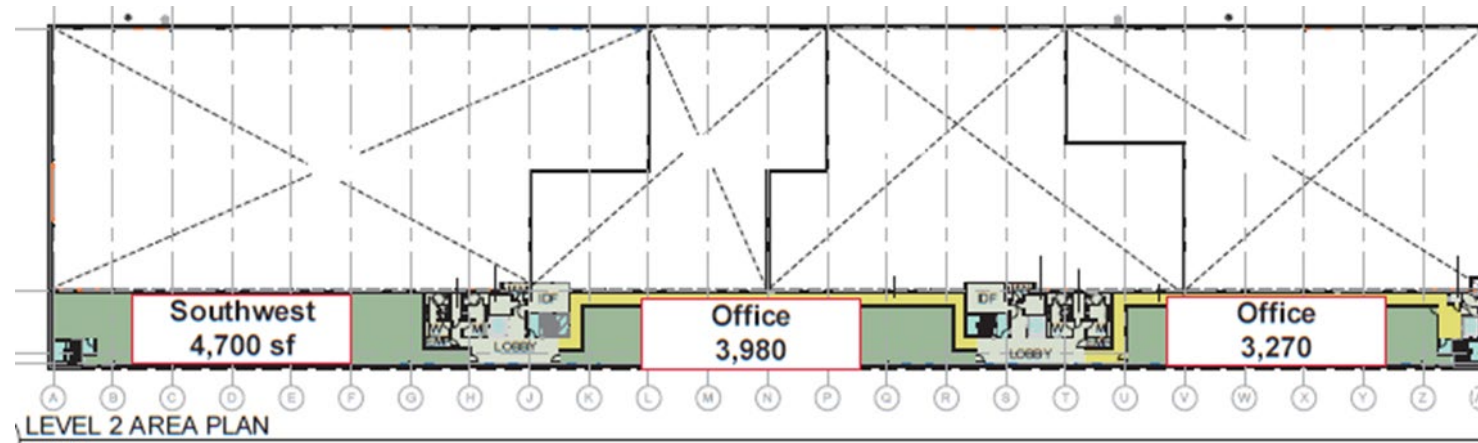 Southwest
4,700 sf
Office
3,980
Office
3,270
IDF
IDF
W
M
W
M
W
M
LOBBY
LOBBY
A B C D E F G H J K L M N P Q R S T U V W X Y Z
LEVEL 2 AREA PLAN